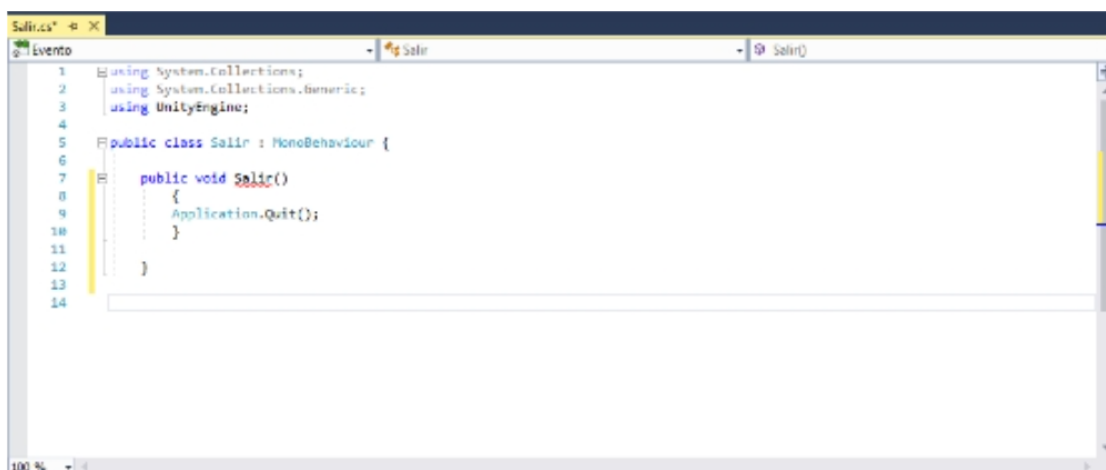 Salir.cs*
Evento Salir Salir()
1 using System.Collections;
2 using System.Collections.Generic;
3 using UnityEngine;
4
5 public class Salir : MonoBehaviour {
6
7 public void Salir()
8 {
9 Application.Quit();
10 }
11
12 }
13
14
100 %